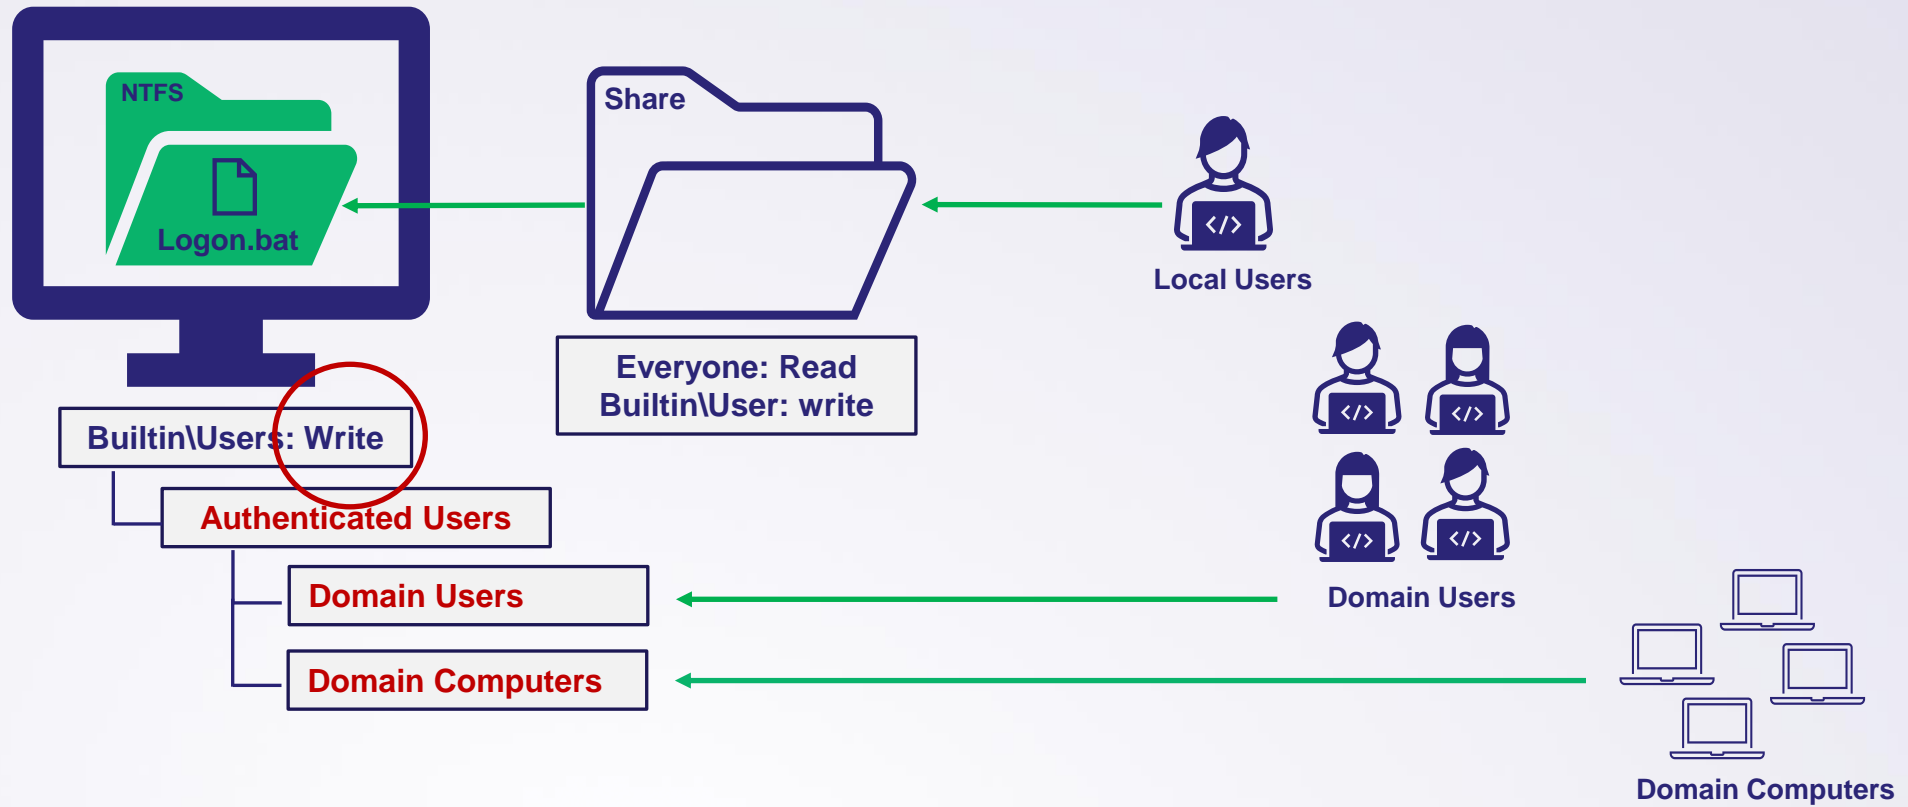 NTFS
Logon.bat
Share
Local Users
Everyone: Read
Builtin\User: write
Builtin\Users: Write
Authenticated Users
Domain Users
Domain Computers
</>
</>
</>
</>
</>
Domain Users
Domain Computers